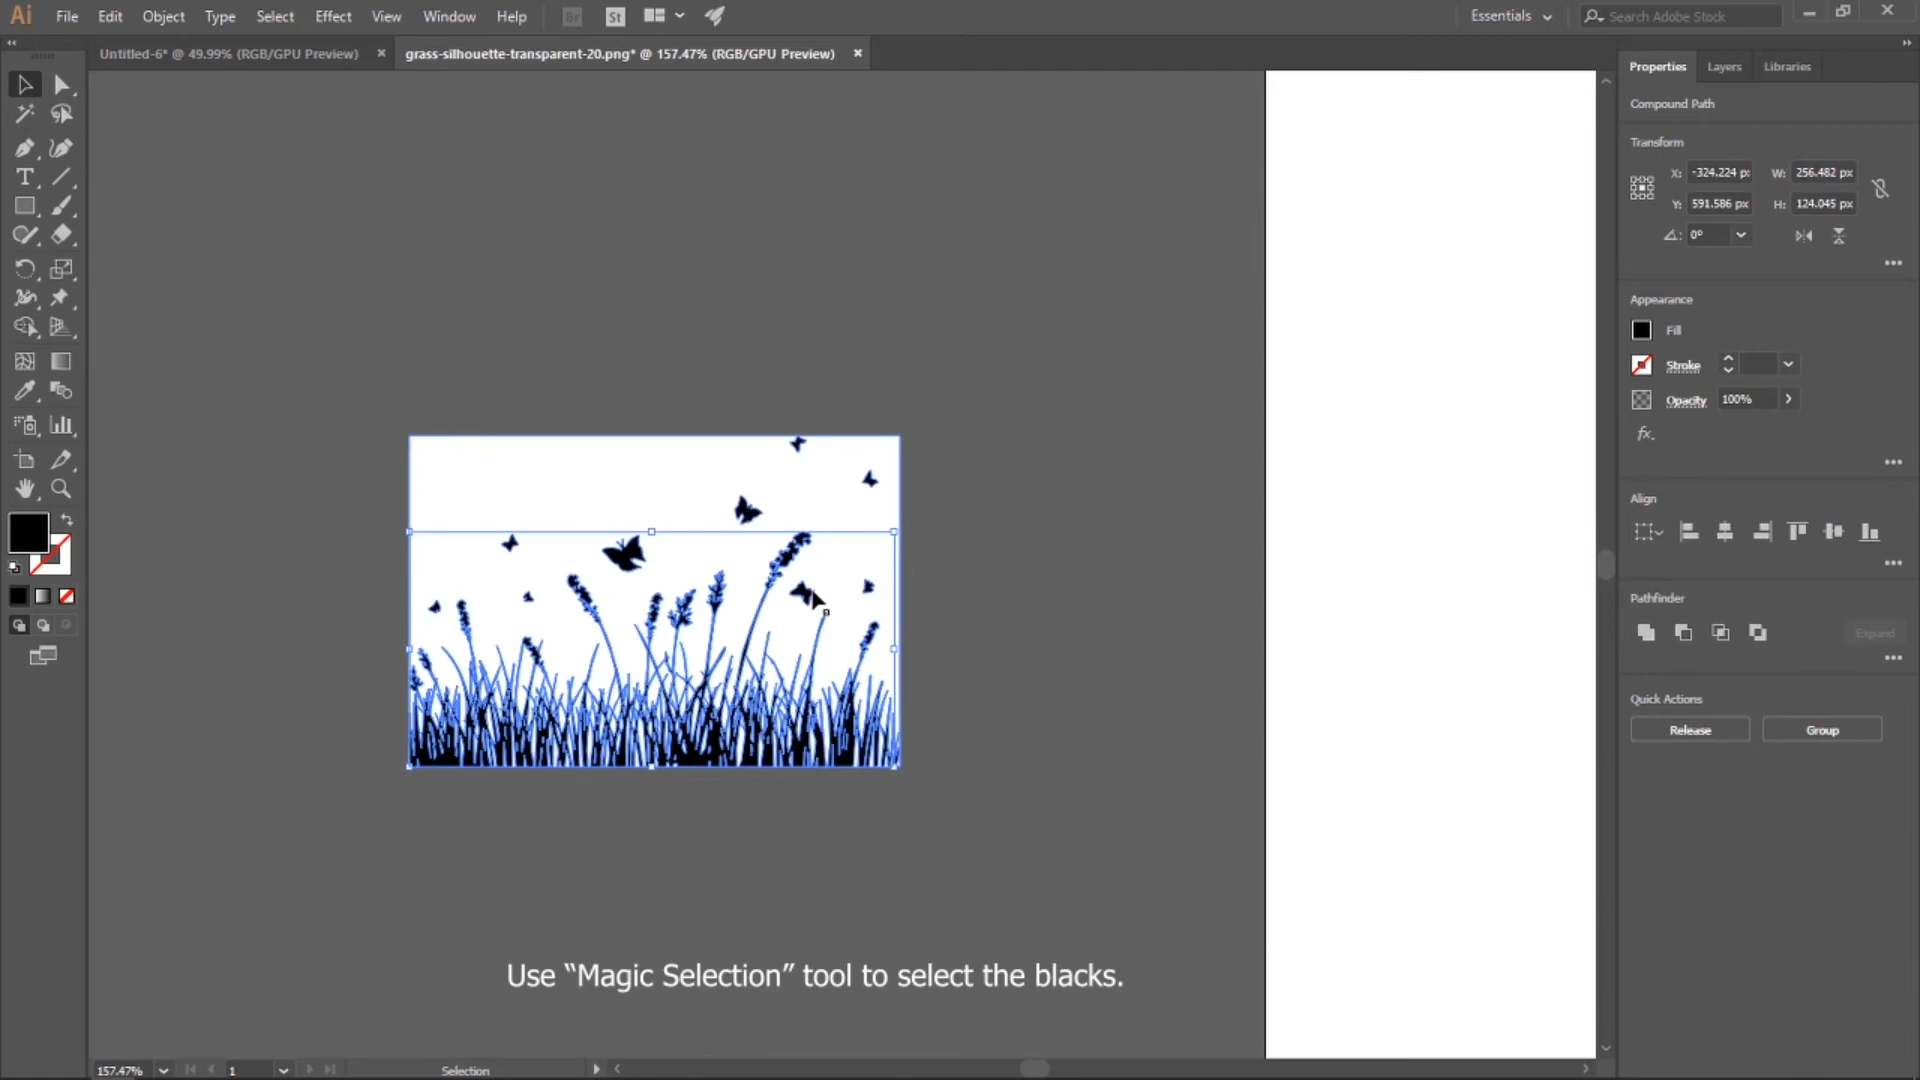 Ai File Edit Object Type Select Effect View Window Help Br St Essentials Search Adobe Stock
Untitled-6* @ 49.99% (RGB/GPU Preview) grass-silhouette-transparent-20.png* @ 157.47% (RGB/GPU Preview)
Properties Layers Libraries
Compound Path
Transform
X: -324.224 px W: 256.482 px
Y: 591.586 px H: 124.045 px
0°
Appearance
Fill
Stroke
Opacity 100%
fx.
Align
Pathfinder
Expand
Quick Actions
Release Group
Use “Magic Selection” tool to select the blacks.
157.47% 1 Selection